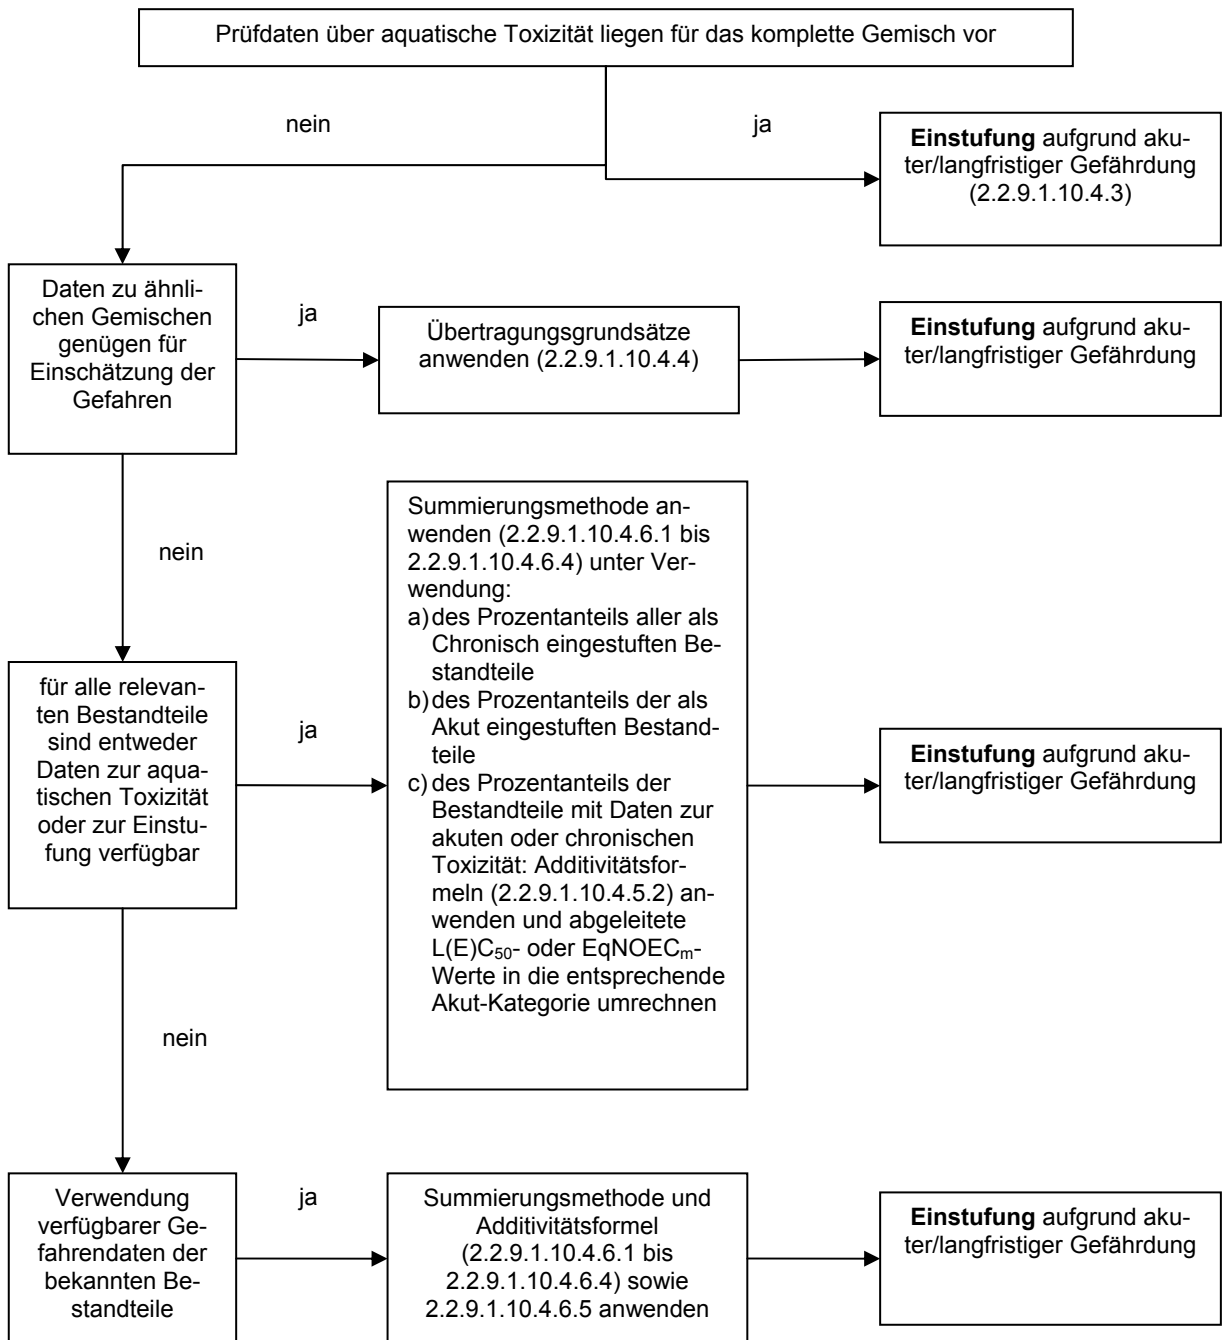 Prüfdaten über aquatische Toxizität liegen für das komplette Gemisch vor
nein
ja
Einstufung aufgrund aku-
ter/langfristiger Gefährdung
(2.2.9.1.10.4.3)
Daten zu ähnli-
chen Gemischen
genügen für
Einschätzung der
Gefahren
ja
Übertragungsgrundsätze
anwenden (2.2.9.1.10.4.4)
Einstufung aufgrund aku-
ter/langfristiger Gefährdung
nein
für alle relevan-
ten Bestandteile
sind entweder
Daten zur aqua-
tischen Toxizität
oder zur Einstu-
fung verfügbar
ja
Summierungsmethode an-
wenden (2.2.9.1.10.4.6.1 bis
2.2.9.1.10.4.6.4) unter Ver-
wendung:
a) des Prozentanteils aller als
Chronisch eingestuften Be-
standteile
b) des Prozentanteils der als
Akut eingestuften Bestand-
teile
c) des Prozentanteils der
Bestandteile mit Daten zur
akuten oder chronischen
Toxizität: Additivitätsfor-
meln (2.2.9.1.10.4.5.2) an-
wenden und abgeleitete
L(E)C50- oder EqNOECm-
Werte in die entsprechende
Akut-Kategorie umrechnen
Einstufung aufgrund aku-
ter/langfristiger Gefährdung
nein
Verwendung
verfügbarer Ge-
fahrendaten der
bekannten Be-
standteile
ja
Summierungsmethode und
Additivitätsformel
(2.2.9.1.10.4.6.1 bis
2.2.9.1.10.4.6.4) sowie
2.2.9.1.10.4.6.5 anwenden
Einstufung aufgrund aku-
ter/langfristiger Gefährdung